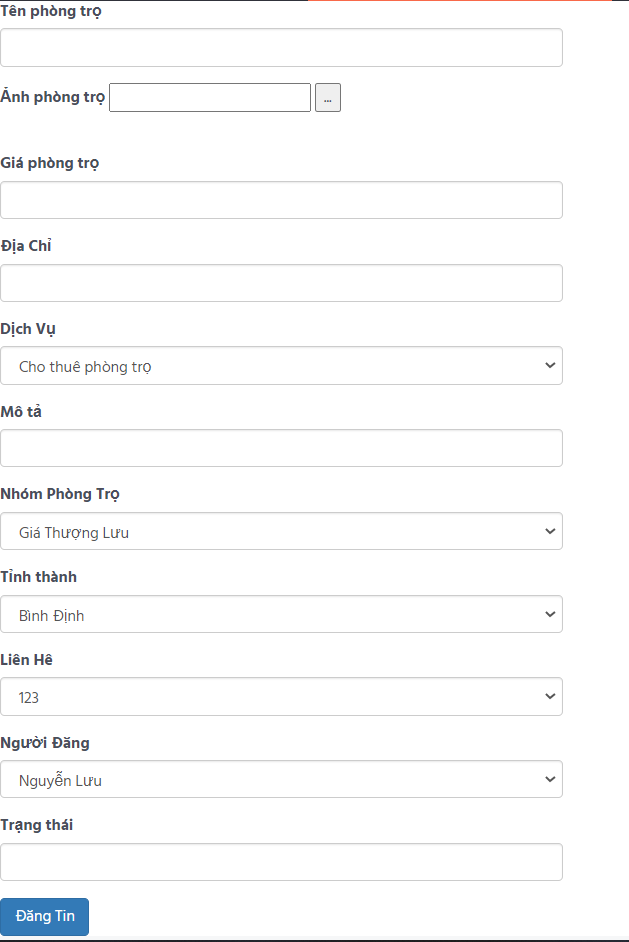 Tên phòng trọ
Ảnh phòng trọ ...
Giá phòng trọ
Địa Chỉ
Dịch Vụ
Cho thuê phòng trọ
Mô tả
Nhóm Phòng Trọ
Giá Thượng Lưu
Tỉnh thành
Bình Định
Liên Hê
123
Người Đăng
Nguyễn Lưu
Trạng thái
Đăng Tin